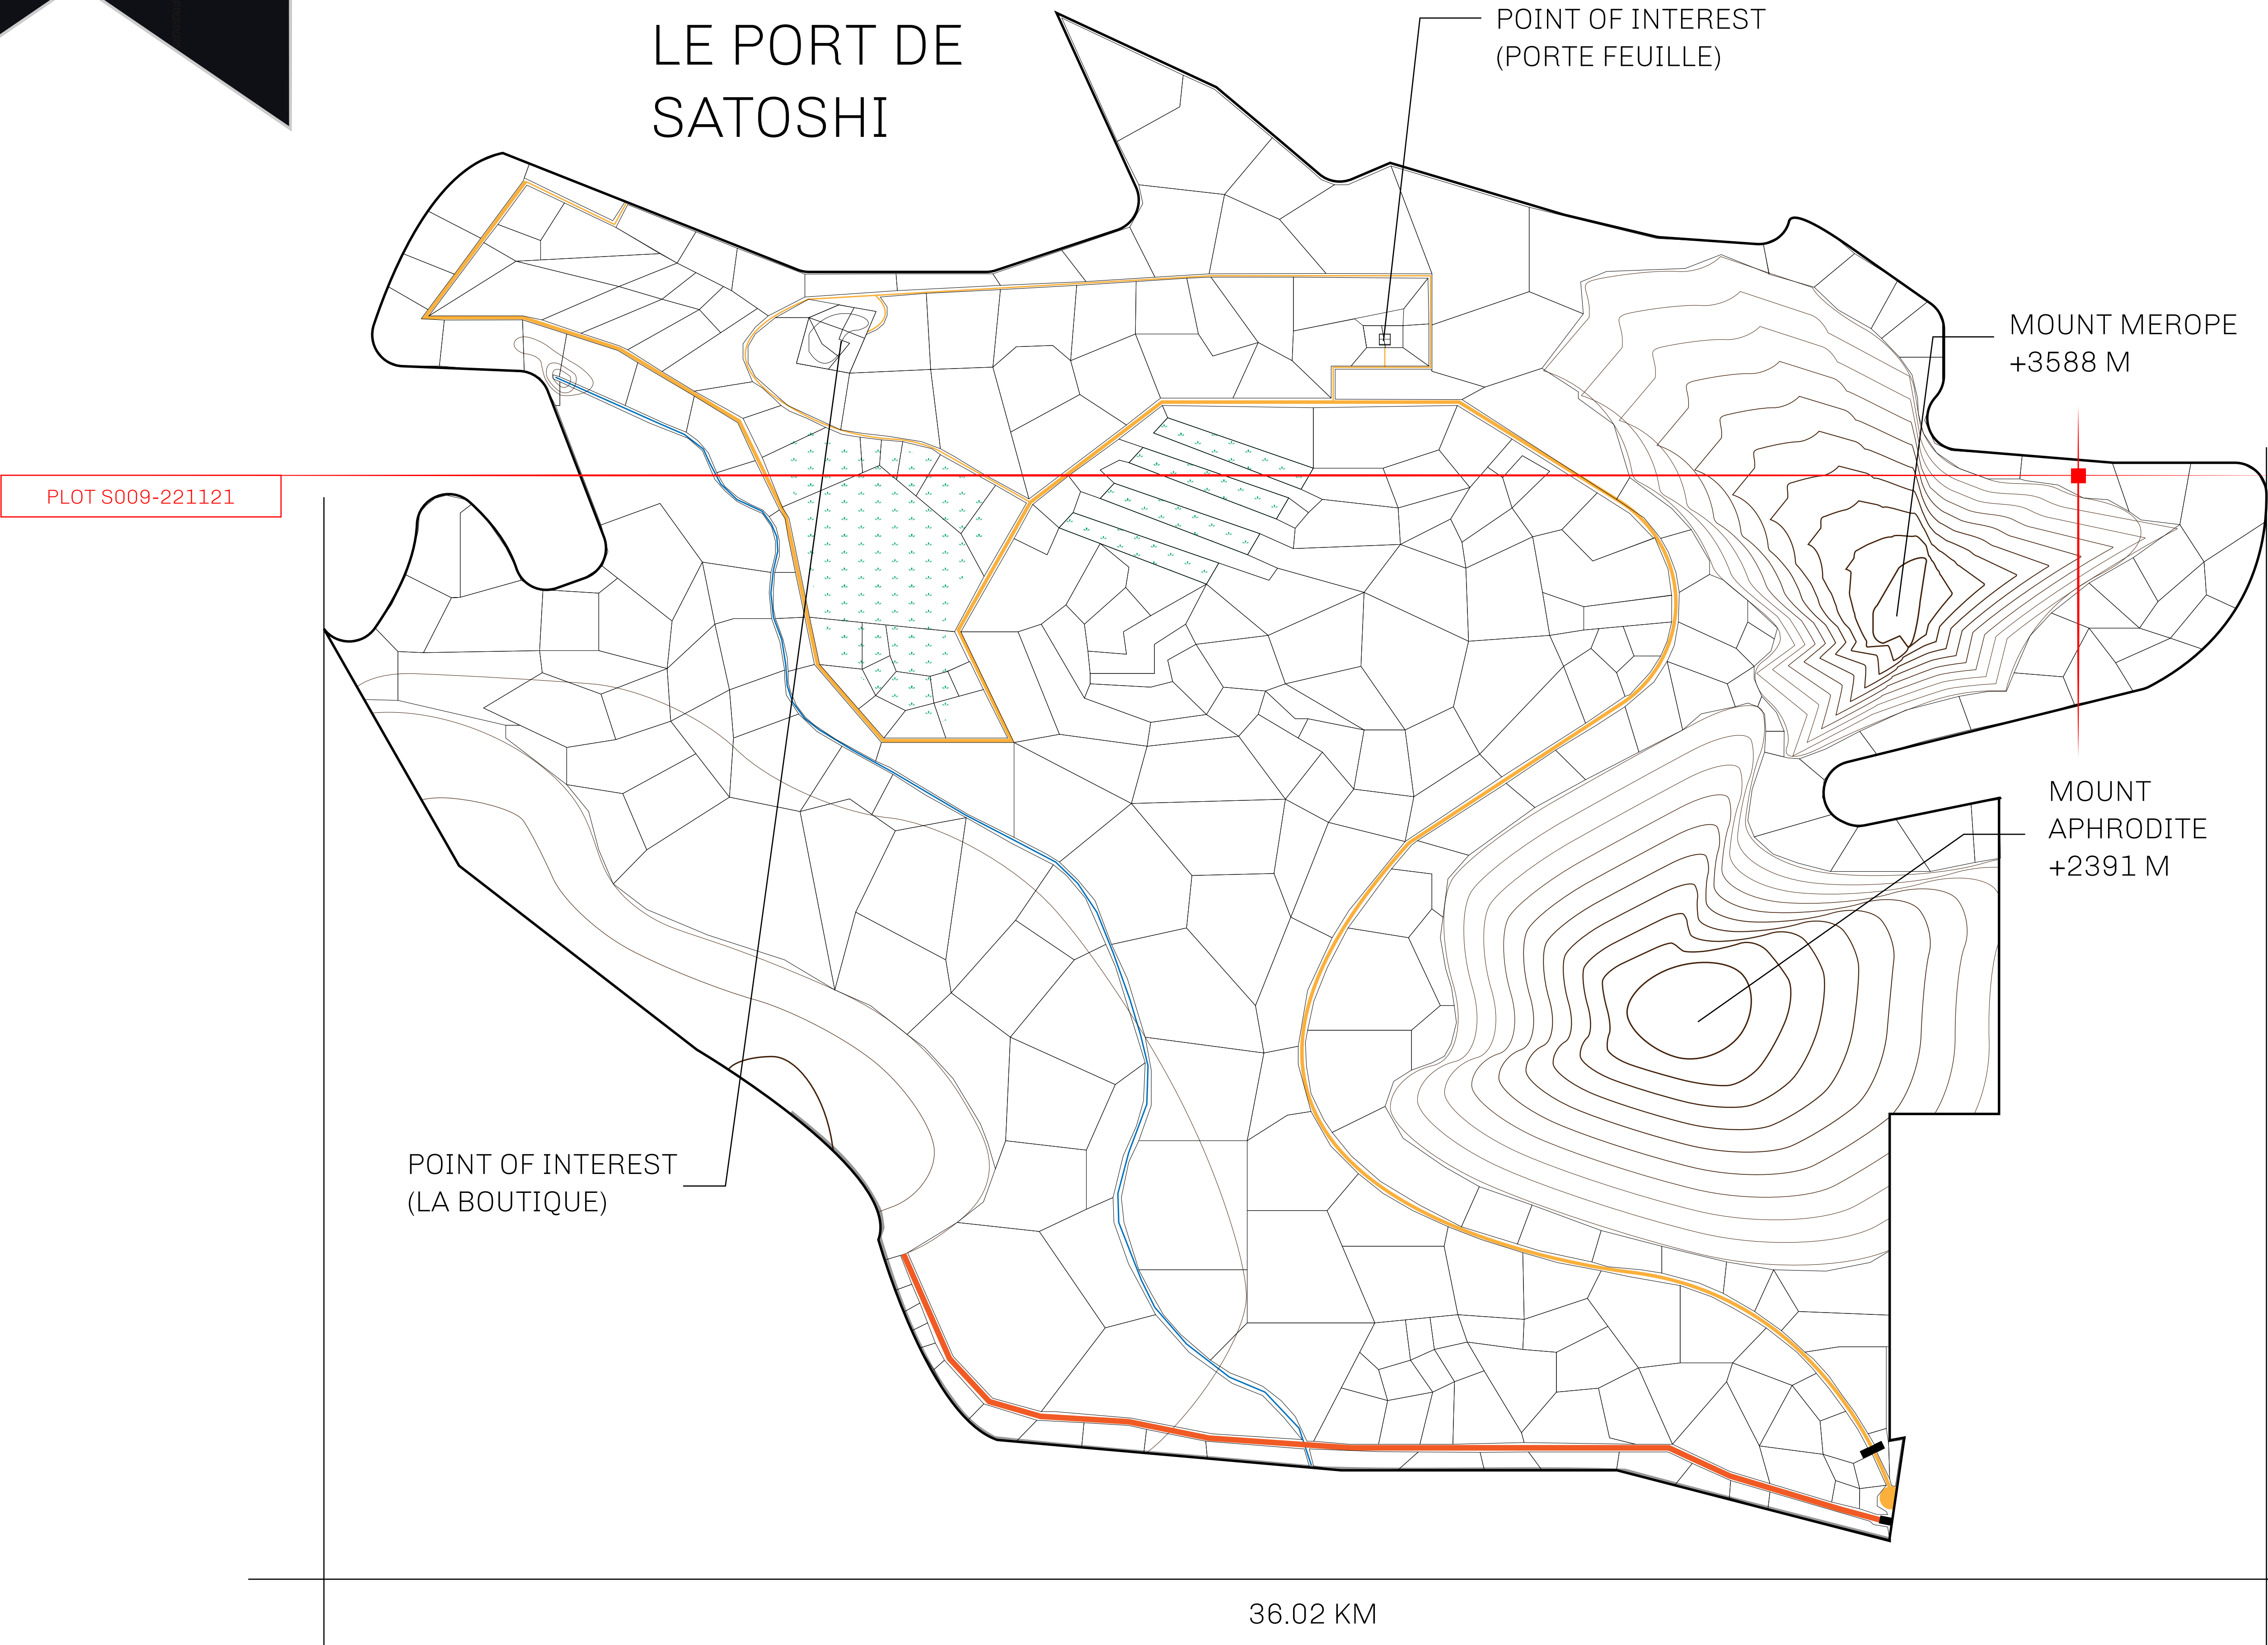 LE PORT DE
SATOSHI
POINT OF INTEREST
(PORTE FEUILLE)
MOUNT MEROPE
+3588 M
PLOT S009-221121
MOUNT
APHRODITE
+2391 M
POINT OF INTEREST
(LA BOUTIQUE)
36.02 KM